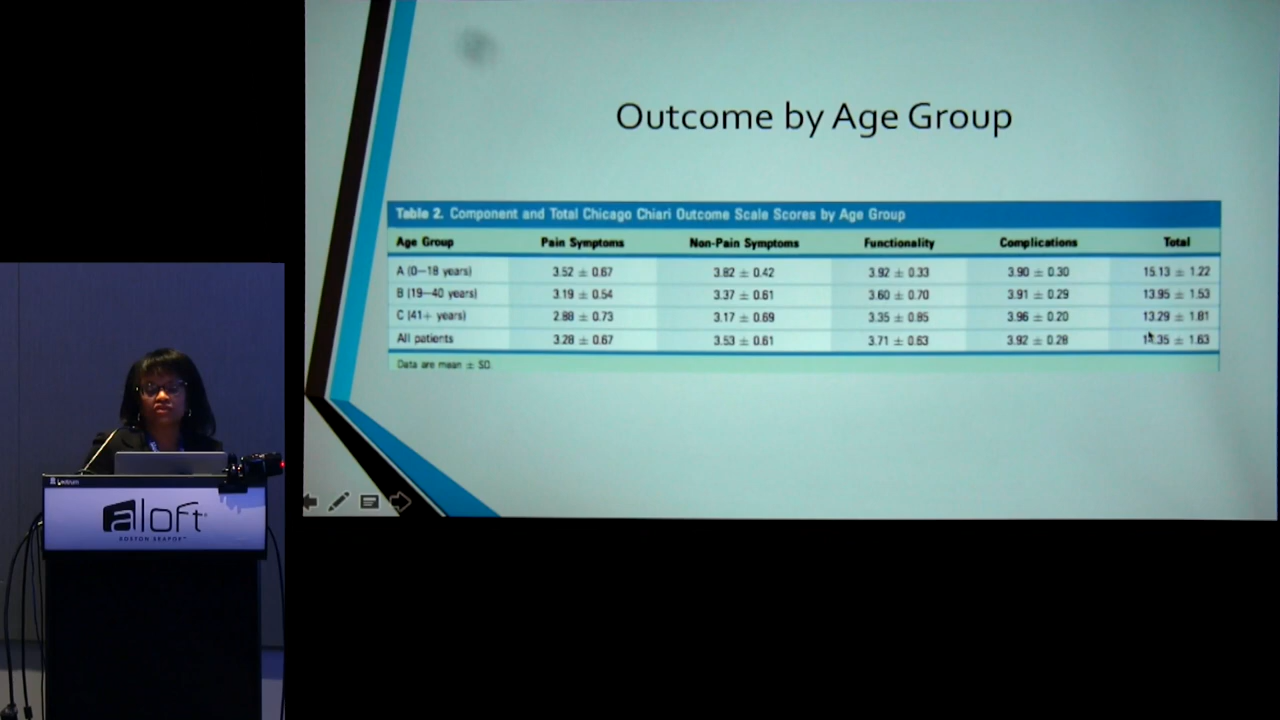 Outcome by Age Group
Table 2. Component and Total Chicago Chiari Outcome Scale Scores by Age Group
Age Group Pain Symptoms Non-Pain Symptoms Functionality Complications Total
A (0–18 years) 3.52 ± 0.67 3.82 ± 0.42 3.92 ± 0.33 3.90 ± 0.30 15.13 ± 1.22
B (19–40 years) 3.19 ± 0.54 3.37 ± 0.61 3.60 ± 0.70 3.91 ± 0.29 13.95 ± 1.53
C (41+ years) 2.88 ± 0.73 3.17 ± 0.69 3.35 ± 0.85 3.96 ± 0.20 13.29 ± 1.81
All patients 3.28 ± 0.67 3.53 ± 0.61 3.71 ± 0.63 3.92 ± 0.28 ± 1.63
Data are mean ± SD.
aloft